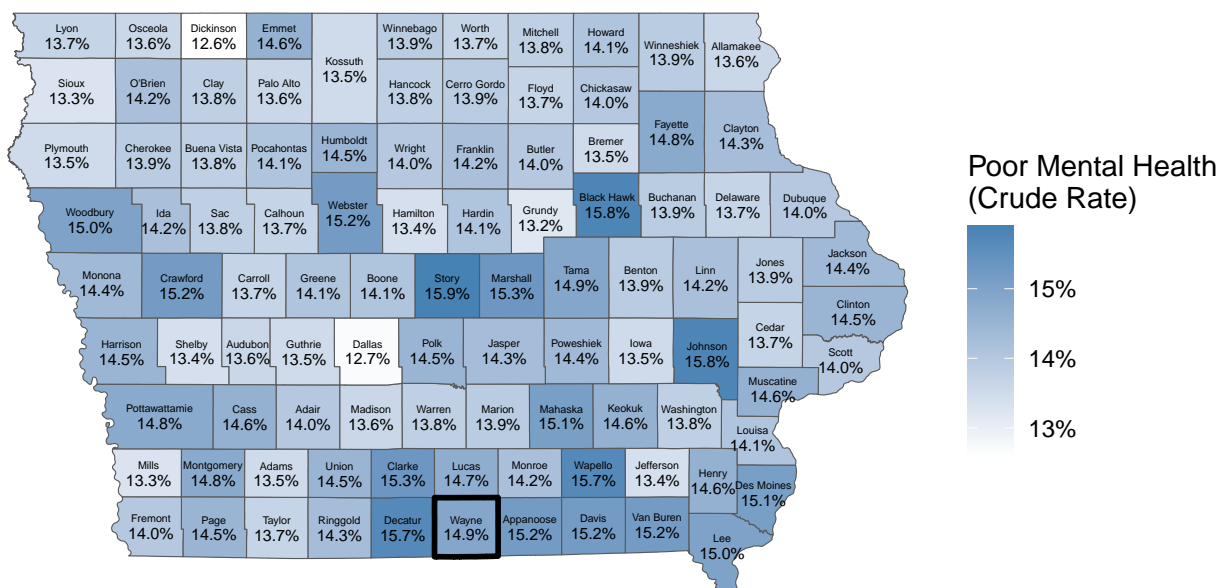 Lyon
13.7%
Osceola
13.6%
Dickinson
12.6%
Emmet
14.6%
Kossuth
13.5%
Winnebago
13.9%
Worth
13.7%
Mitchell
13.8%
Howard
14.1%
Winneshiek
13.9%
Allamakee
13.6%
Sioux
13.3%
O'Brien
14.2%
Clay
13.8%
Palo Alto
13.6%
Hancock
13.8%
Cerro Gordo
13.9%
Floyd
13.7%
Chickasaw
14.0%
Fayette
14.8%
Clayton
14.3%
Plymouth
13.5%
Cherokee
13.9%
Buena Vista
13.8%
Pocahontas
14.1%
Humboldt
14.5%
Wright
14.0%
Franklin
14.2%
Butler
14.0%
Bremer
13.5%
Woodbury
15.0%
Ida
14.2%
Sac
13.8%
Calhoun
13.7%
Webster
15.2%
Hamilton
13.4%
Hardin
14.1%
Grundy
13.2%
Black Hawk
15.8%
Buchanan
13.9%
Delaware
13.7%
Dubuque
14.0%
Monona
14.4%
Crawford
15.2%
Carroll
13.7%
Greene
14.1%
Boone
14.1%
Story
15.9%
Marshall
15.3%
Tama
14.9%
Benton
13.9%
Linn
14.2%
Jones
13.9%
Jackson
14.4%
Clinton
14.5%
Harrison
14.5%
Shelby
13.4%
Audubon
13.6%
Guthrie
13.5%
Dallas
12.7%
Polk
14.5%
Jasper
14.3%
Poweshiek
14.4%
Iowa
13.5%
Johnson
15.8%
Cedar
13.7%
Scott
14.0%
Muscatine
14.6%
Pottawattamie
14.8%
Cass
14.6%
Adair
14.0%
Madison
13.6%
Warren
13.8%
Marion
13.9%
Mahaska
15.1%
Keokuk
14.6%
Washington
13.8%
Louisa
14.1%
Mills
13.3%
Montgomery
14.8%
Adams
13.5%
Union
14.5%
Clarke
15.3%
Lucas
14.7%
Monroe
14.2%
Wapello
15.7%
Jefferson
13.4%
Henry
14.6%
Des Moines
15.1%
Fremont
14.0%
Page
14.5%
Taylor
13.7%
Ringgold
14.3%
Decatur
15.7%
Wayne
14.9%
Appanoose
15.2%
Davis
15.2%
Van Buren
15.2%
Lee
15.0%
Poor Mental Health
(Crude Rate)
15%
14%
13%